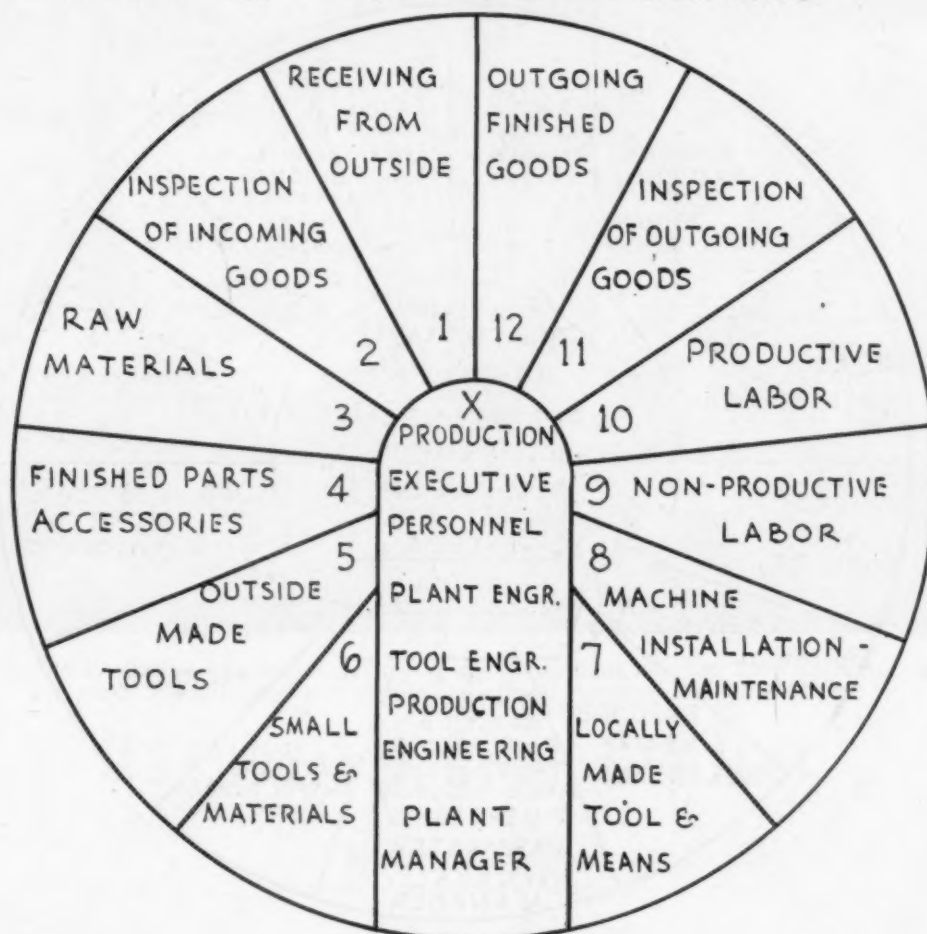 RECEIVING
FROM
OUTSIDE
1
INSPECTION
OF INCOMING
GOODS
2
RAW
MATERIALS
3
FINISHED PARTS
ACCESSORIES
4
OUTSIDE
MADE
TOOLS
5
SMALL
TOOLS &
MATERIALS
6
LOCALLY
MADE
TOOL &
MEANS
7
MACHINE
INSTALLATION -
MAINTENANCE
8
NON-PRODUCTIVE
LABOR
9
PRODUCTIVE
LABOR
10
INSPECTION
OF OUTGOING
GOODS
11
OUTGOING
FINISHED
GOODS
12
X
PRODUCTION
EXECUTIVE
PERSONNEL
PLANT ENGR.
TOOL ENGR.
PRODUCTION
ENGINEERING
PLANT
MANAGER